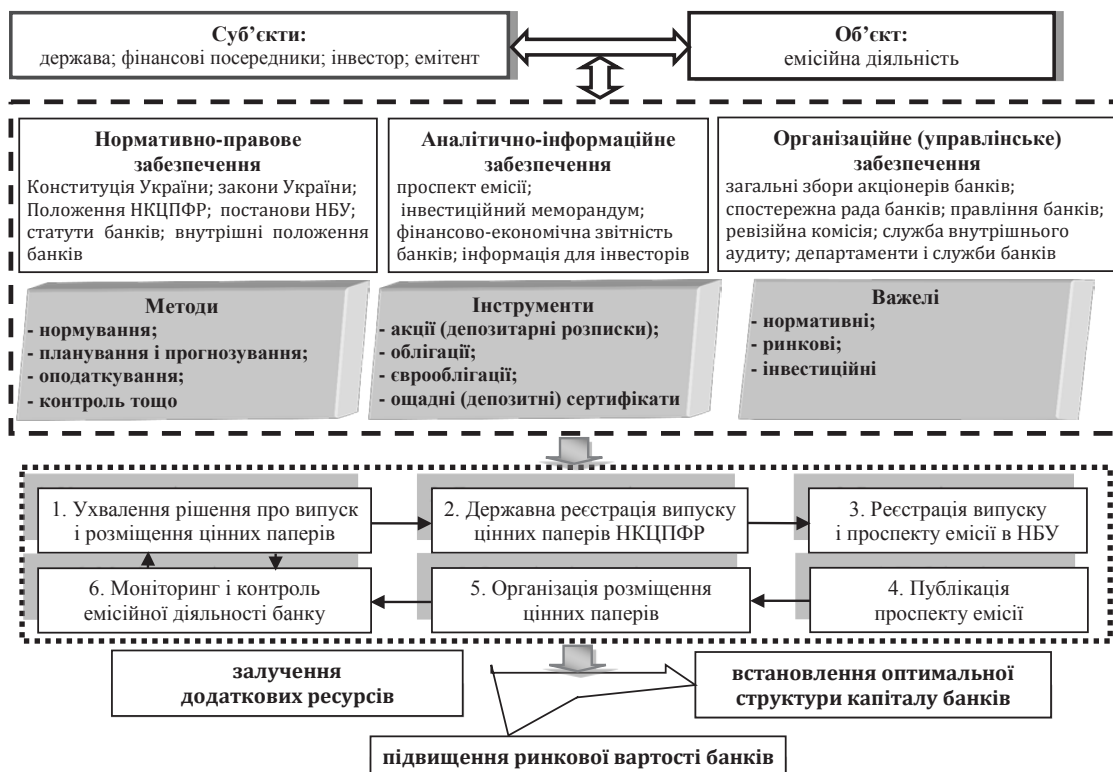 Суб’єкти:
держава; фінансові посередники; інвестор; емітент
Об’єкт:
емісійна діяльність
Нормативно-правове
забезпечення
Конституція України; закони України;
Положення НКЦПФР; постанови НБУ;
статути банків; внутрішні положення
банків
Аналітично-інформаційне
забезпечення
проспект емісії;
інвестиційний меморандум;
фінансово-економічна звітність
банків; інформація для інвесторів
Організаційне (управлінське)
забезпечення
загальні збори акціонерів банків;
спостережна рада банків; правління банків;
ревізійна комісія; служба внутрішнього
аудиту; департаменти і служби банків
Методи
- нормування;
- планування і прогнозування;
- оподаткування;
- контроль тощо
Інструменти
- акції (депозитарні розписки);
- облігації;
- єврооблігації;
- ощадні (депозитні) сертифікати
Важелі
- нормативні;
- ринкові;
- інвестиційні
1. Ухвалення рішення про випуск
і розміщення цінних паперів
2. Державна реєстрація випуску
цінних паперів НКЦПФР
3. Реєстрація випуску
і проспекту емісії в НБУ
6. Моніторинг і контроль
емісійної діяльності банку
5. Організація розміщення
цінних паперів
4. Публікація
проспекту емісії
залучення
додаткових ресурсів
встановлення оптимальної
структури капіталу банків
підвищення ринкової вартості банків